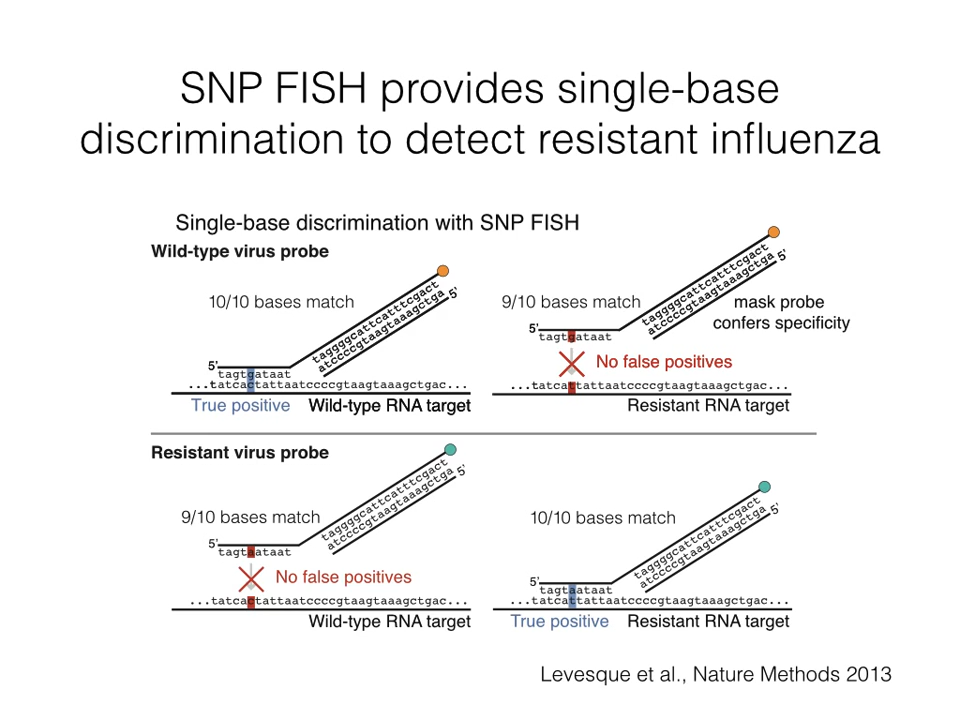 SNP FISH provides single-base
discrimination to detect resistant influenza
Single-base discrimination with SNP FISH
Wild-type virus probe
10/10 bases match
taggggcattcatttcgact
atccccgtaagtaaagctga 5'
5'
tagtgataat
...tatcactattaatccccgtaagtaaagctgac...
True positive
Wild-type RNA target
9/10 bases match
taggggcattcatttcgact
atccccgtaagtaaagctga 5'
mask probe
confers specificity
5'
tagtgataat
No false positives
...tatcattattaatccccgtaagtaaagctgac...
Resistant RNA target
Resistant virus probe
9/10 bases match
taggggcattcatttcgact
atccccgtaagtaaagctga 5'
5'
tagtaataat
No false positives
...tatcactattaatccccgtaagtaaagctgac...
Wild-type RNA target
10/10 bases match
taggggcattcatttcgact
atccccgtaagtaaagctga 5'
5'
tagtaataat
...tatcattattaatccccgtaagtaaagctgac...
True positive
Resistant RNA target
Levesque et al., Nature Methods 2013